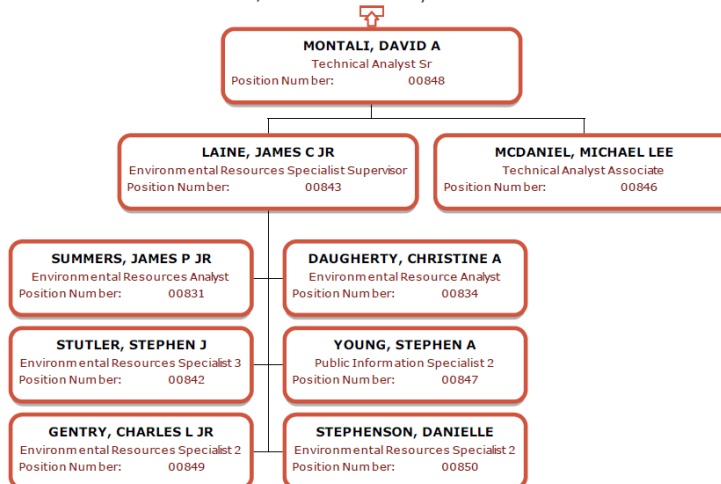 MONTALI, DAVID A
Technical Analyst Sr
Position Number: 00848
LAINE, JAMES C JR
Environmental Resources Specialist Supervisor
Position Number: 00843
MCDANIEL, MICHAEL LEE
Technical Analyst Associate
Position Number: 00846
SUMMERS, JAMES P JR
Environmental Resources Analyst
Position Number: 00831
DAUGHERTY, CHRISTINE A
Environmental Resource Analyst
Position Number: 00834
STUTLER, STEPHEN J
Environmental Resources Specialist 3
Position Number: 00842
YOUNG, STEPHEN A
Public Information Specialist 2
Position Number: 00847
GENTRY, CHARLES L JR
Environmental Resources Specialist 2
Position Number: 00849
STEPHENSON, DANIELLE
Environmental Resources Specialist 2
Position Number: 00850